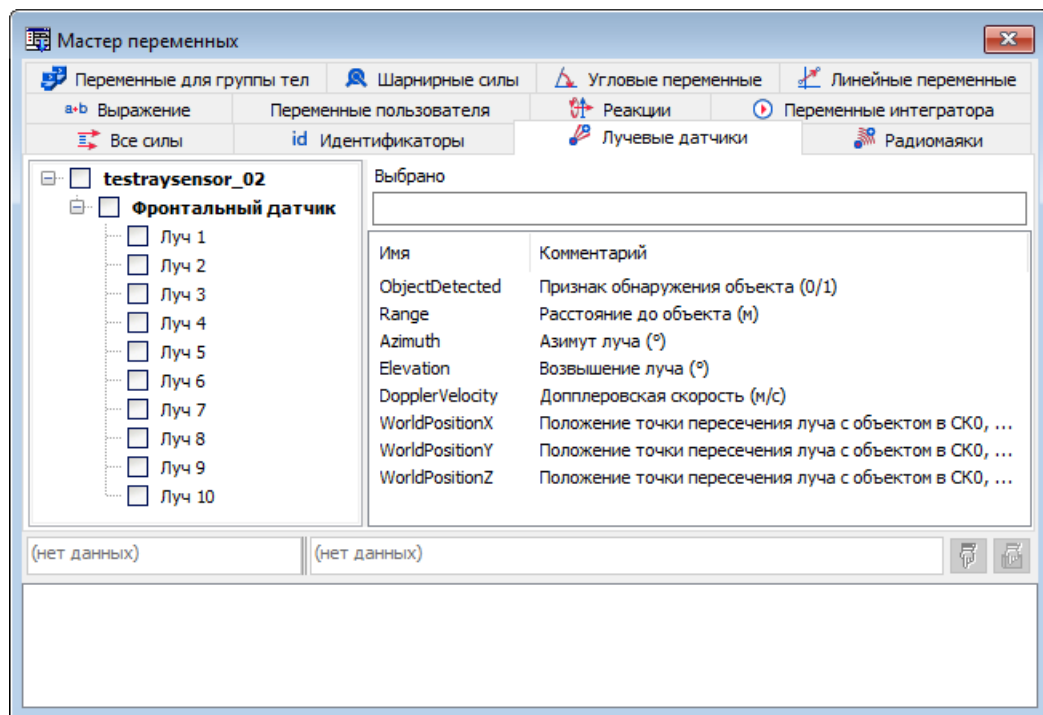 Мастер переменных
Переменные для группы тел Шарнирные силы Угловые переменные Линейные переменные
a+b Выражение Переменные пользователя Реакции Переменные интегратора
Все силы id Идентификаторы Лучевые датчики Радиомаяки
testraysensor_02
Фронтальный датчик
Луч 1
Луч 2
Луч 3
Луч 4
Луч 5
Луч 6
Луч 7
Луч 8
Луч 9
Луч 10
Выбрано
Имя Комментарий
ObjectDetected Признак обнаружения объекта (0/1)
Range Расстояние до объекта (м)
Azimuth Азимут луча (°)
Elevation Возвышение луча (°)
DopplerVelocity Допплеровская скорость (м/с)
WorldPositionX Положение точки пересечения луча с объектом в СК0, ...
WorldPositionY Положение точки пересечения луча с объектом в СК0, ...
WorldPositionZ Положение точки пересечения луча с объектом в СК0, ...
(нет данных) (нет данных)